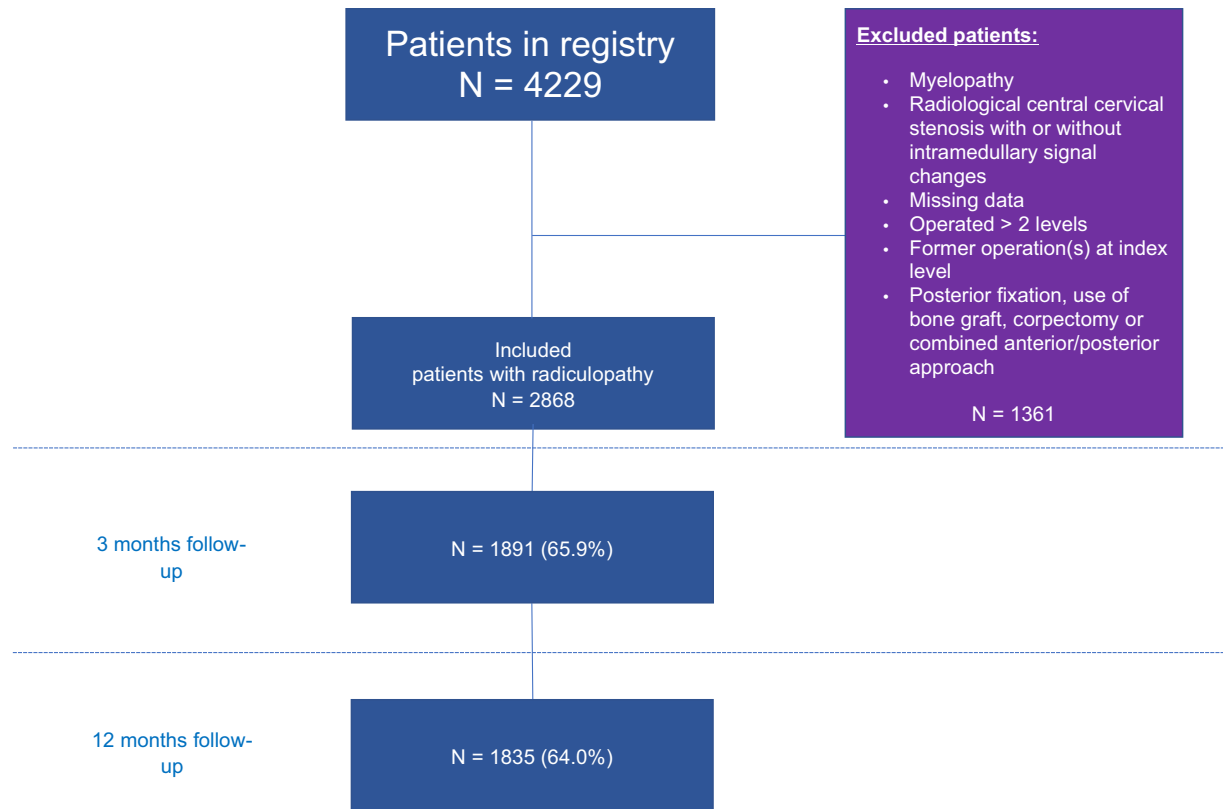 Patients in registry
N = 4229
Excluded patients:
• Myelopathy
• Radiological central cervical
stenosis with or without
intramedullary signal
changes
• Missing data
• Operated > 2 levels
• Former operation(s) at index
level
• Posterior fixation, use of
bone graft, corpectomy or
combined anterior/posterior
approach
N = 1361
Included
patients with radiculopathy
N = 2868
3 months follow-
up
N = 1891 (65.9%)
12 months follow-
up
N = 1835 (64.0%)